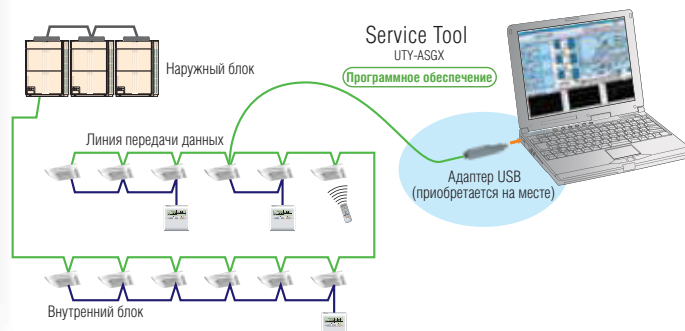 Service Tool
UTY-ASGX
Программное обеспечение
Наружный блок
Линия передачи данных
Адаптер USB
(приобретается на месте)
Внутренний блок